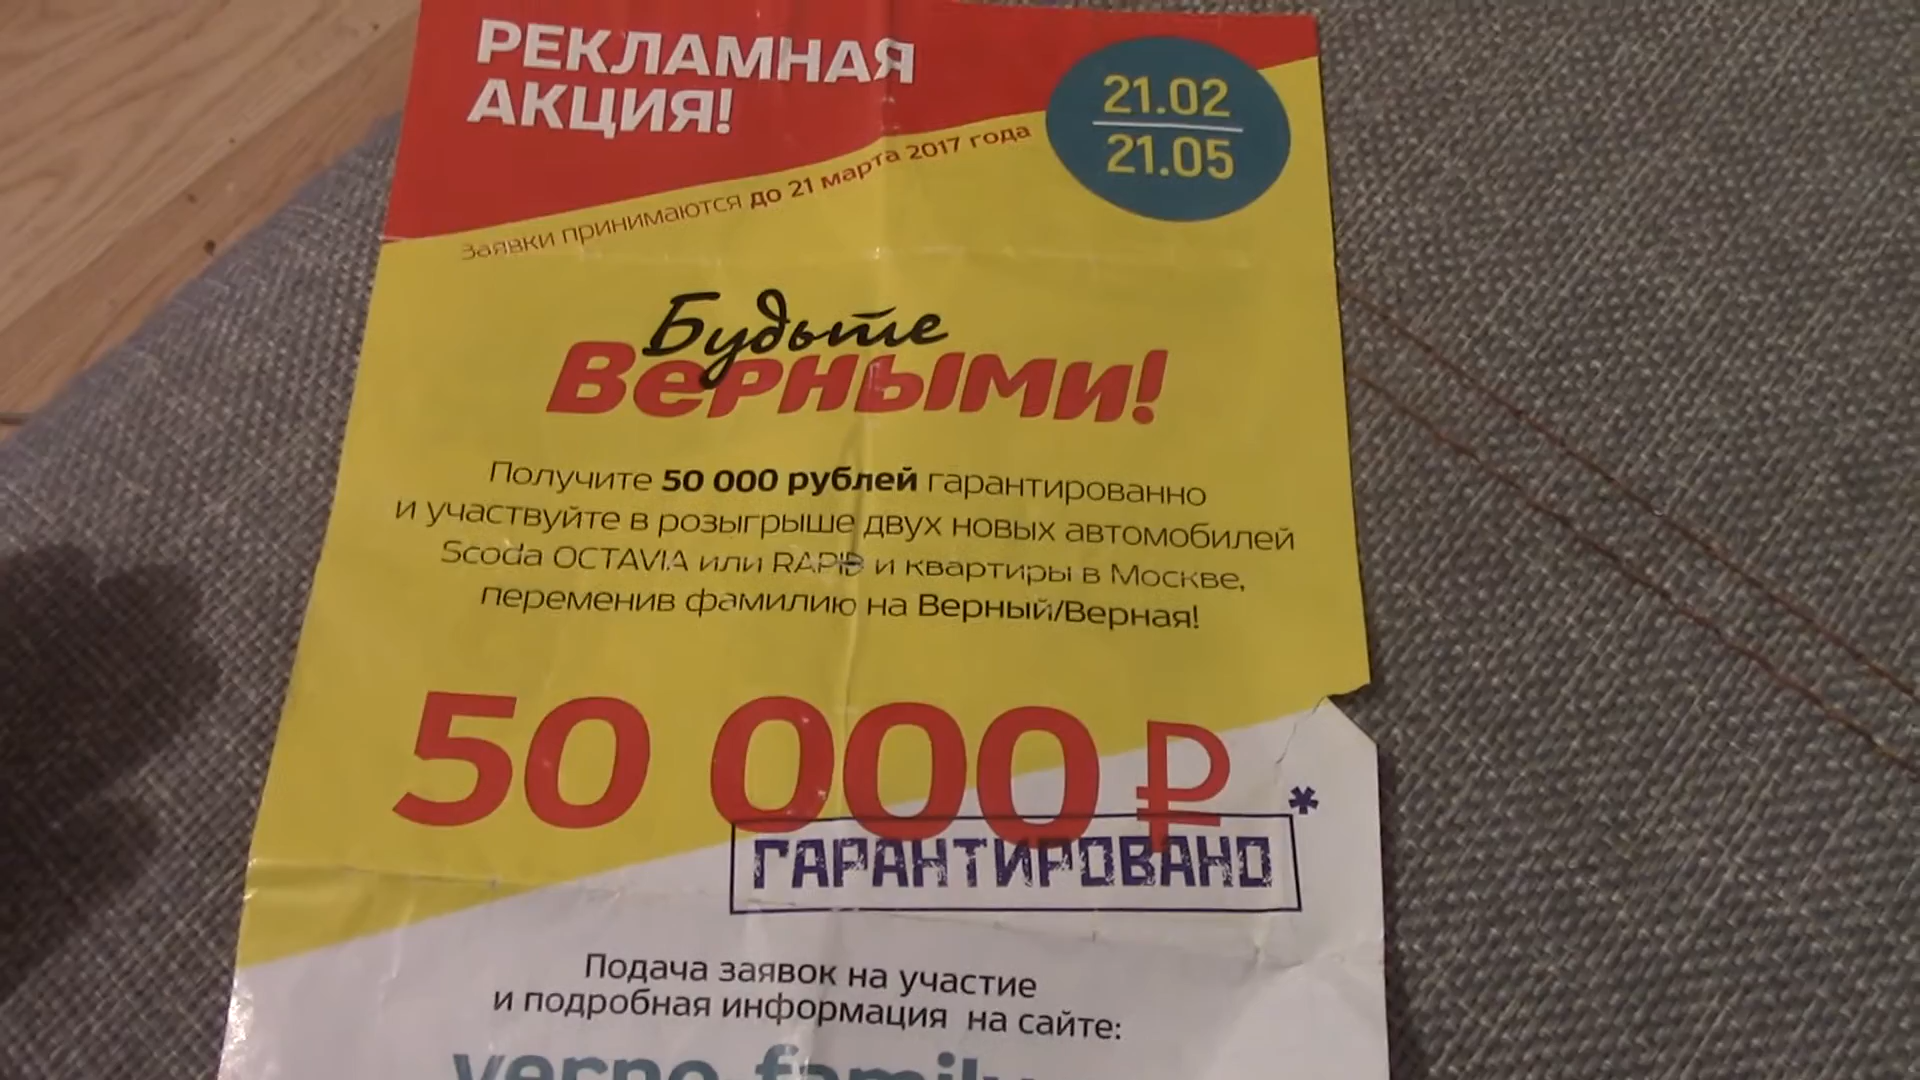 РЕКЛАМНАЯ
АКЦИЯ!
21.02
21.05
Заявки принимаются до 21 марта 2017 года
Будьте
Верными!
Получите 50 000 рублей гарантированно
и участвуйте в розыгрыше двух новых автомобилей
Scoda OCTAVIA или RAPID и квартиры в Москве,
переменив фамилию на Верный/Верная!
50 000 ₽
ГАРАНТИРОВАНО*
Подача заявок на участие
и подробная информация на сайте:
verno-family